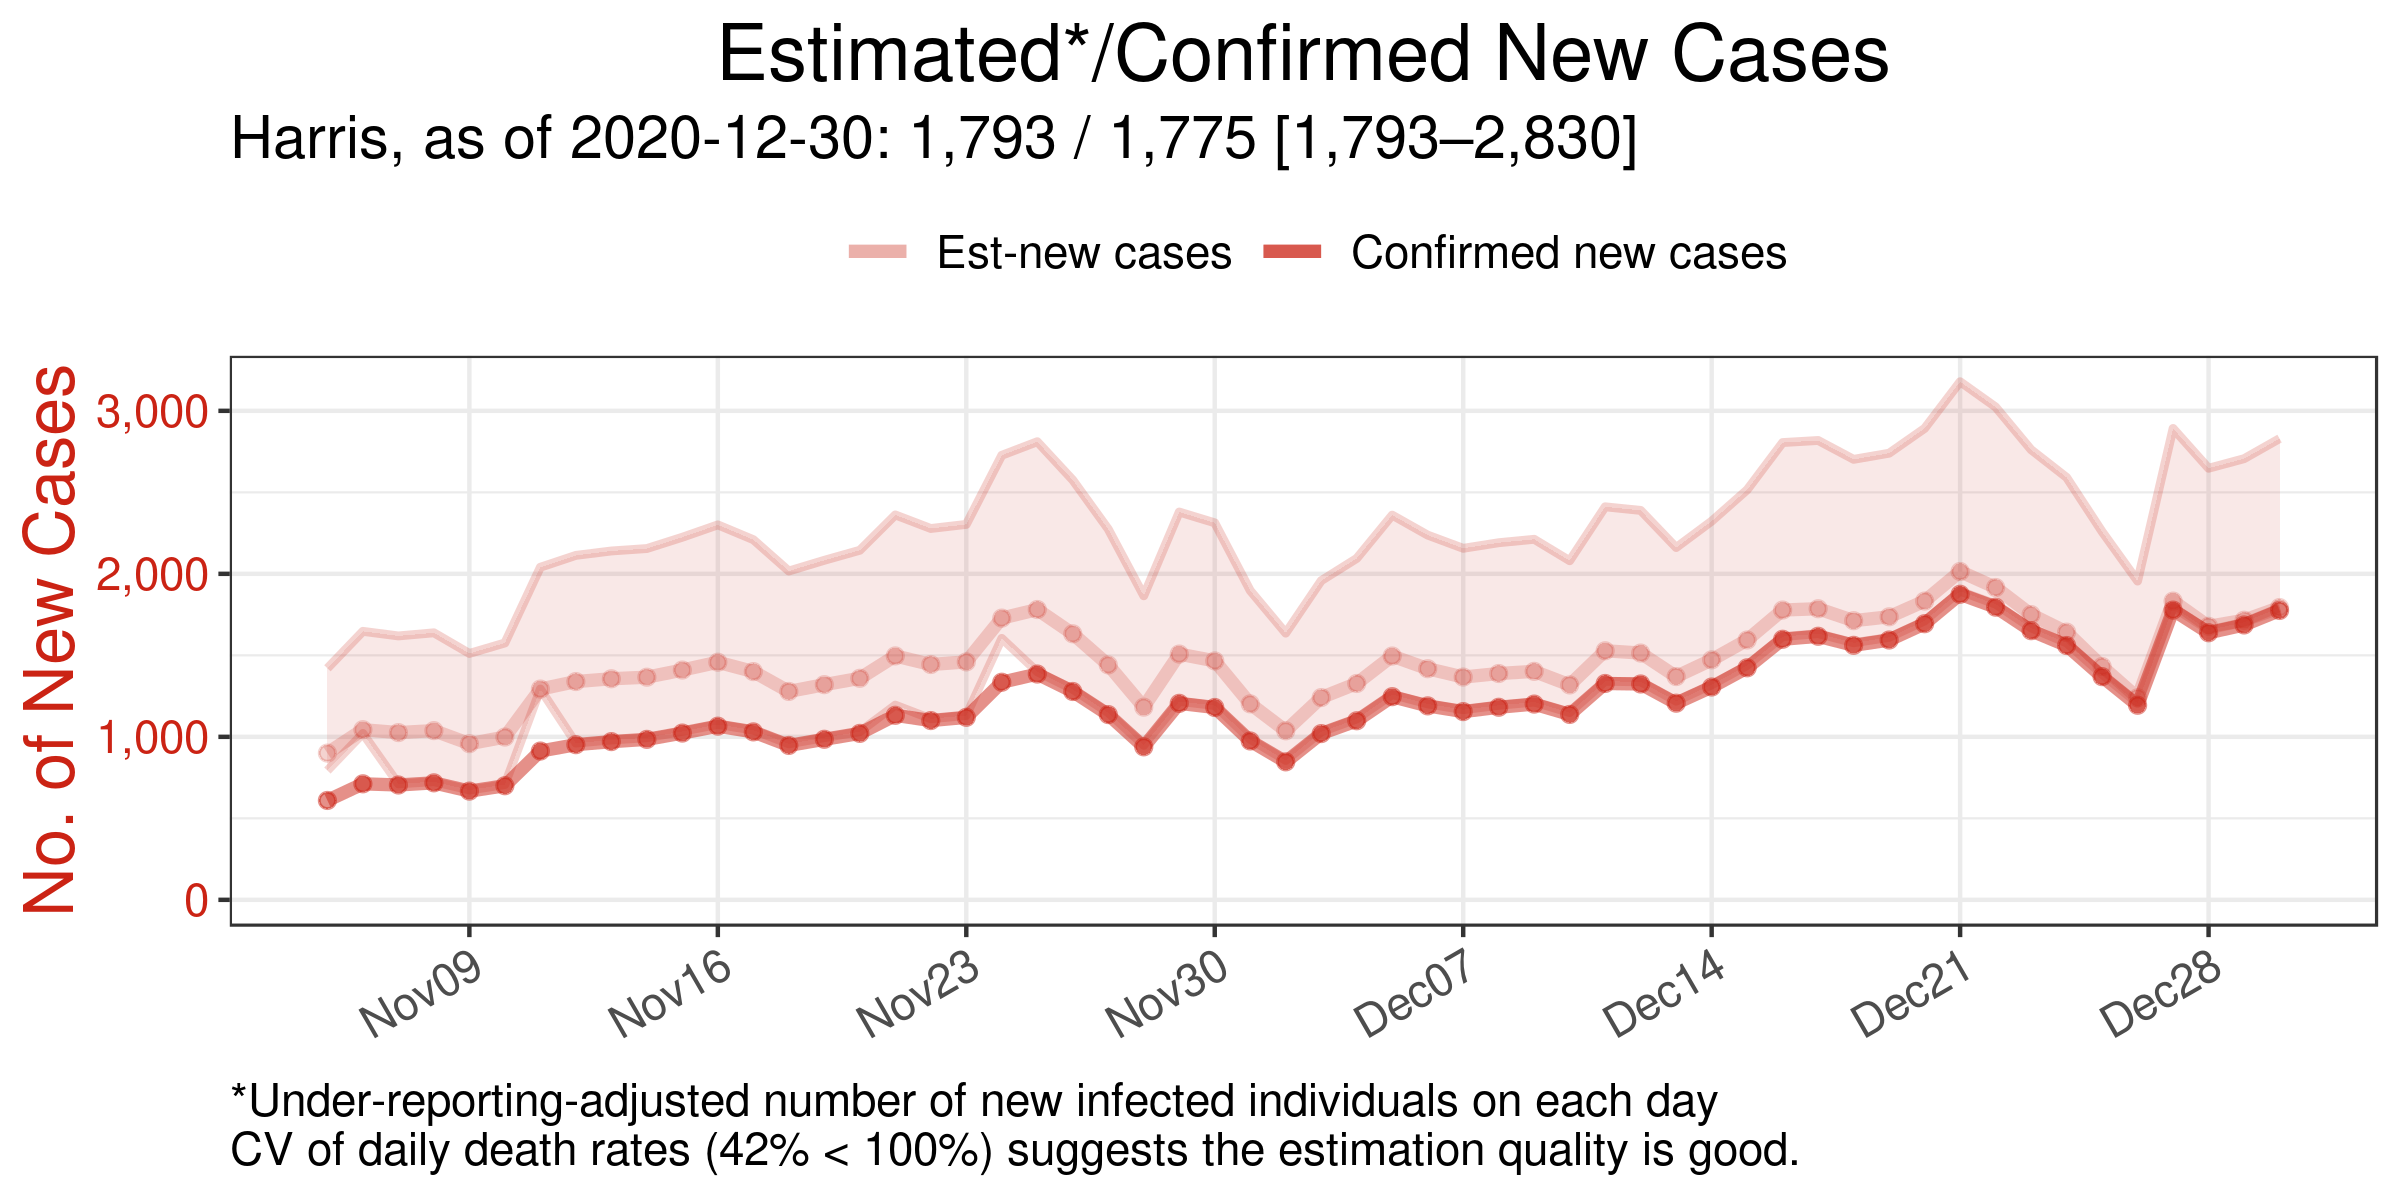 Estimated*/Confirmed New Cases
Harris, as of 2020-12-30: 1,793 / 1,775 [1,793–2,830]
Est-new cases Confirmed new cases
No. of New Cases
3,000
2,000
1,000
0
Nov09 Nov16 Nov23 Nov30 Dec07 Dec14 Dec21 Dec28
*Under-reporting-adjusted number of new infected individuals on each day
CV of daily death rates (42% < 100%) suggests the estimation quality is good.